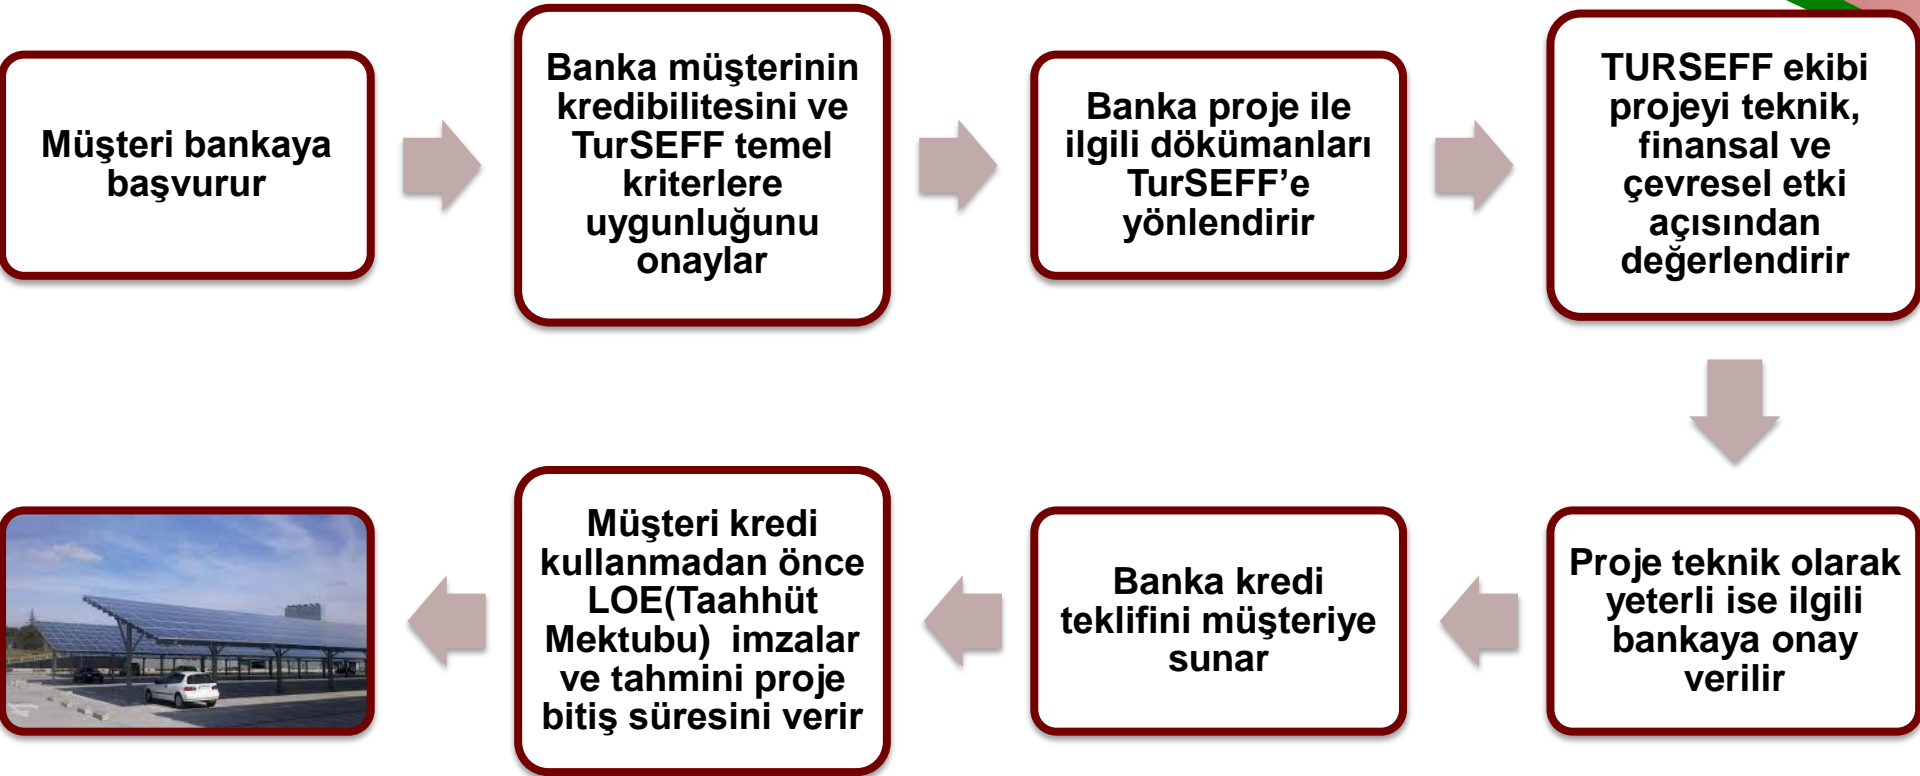 Müşteri bankaya
başvurur
Banka müşterinin
kredibilitesini ve
TurSEFF temel
kriterlere
uygunluğunu
onaylar
Banka proje ile
ilgili dökümanları
TurSEFF’e
yönlendirir
TURSEFF ekibi
projeyi teknik,
finansal ve
çevresel etki
açısından
değerlendirir
Proje teknik olarak
yeterli ise ilgili
bankaya onay
verilir
Banka kredi
teklifini müşteriye
sunar
Müşteri kredi
kullanmadan önce
LOE(Taahhüt
Mektubu) imzalar
ve tahmini proje
bitiş süresini verir